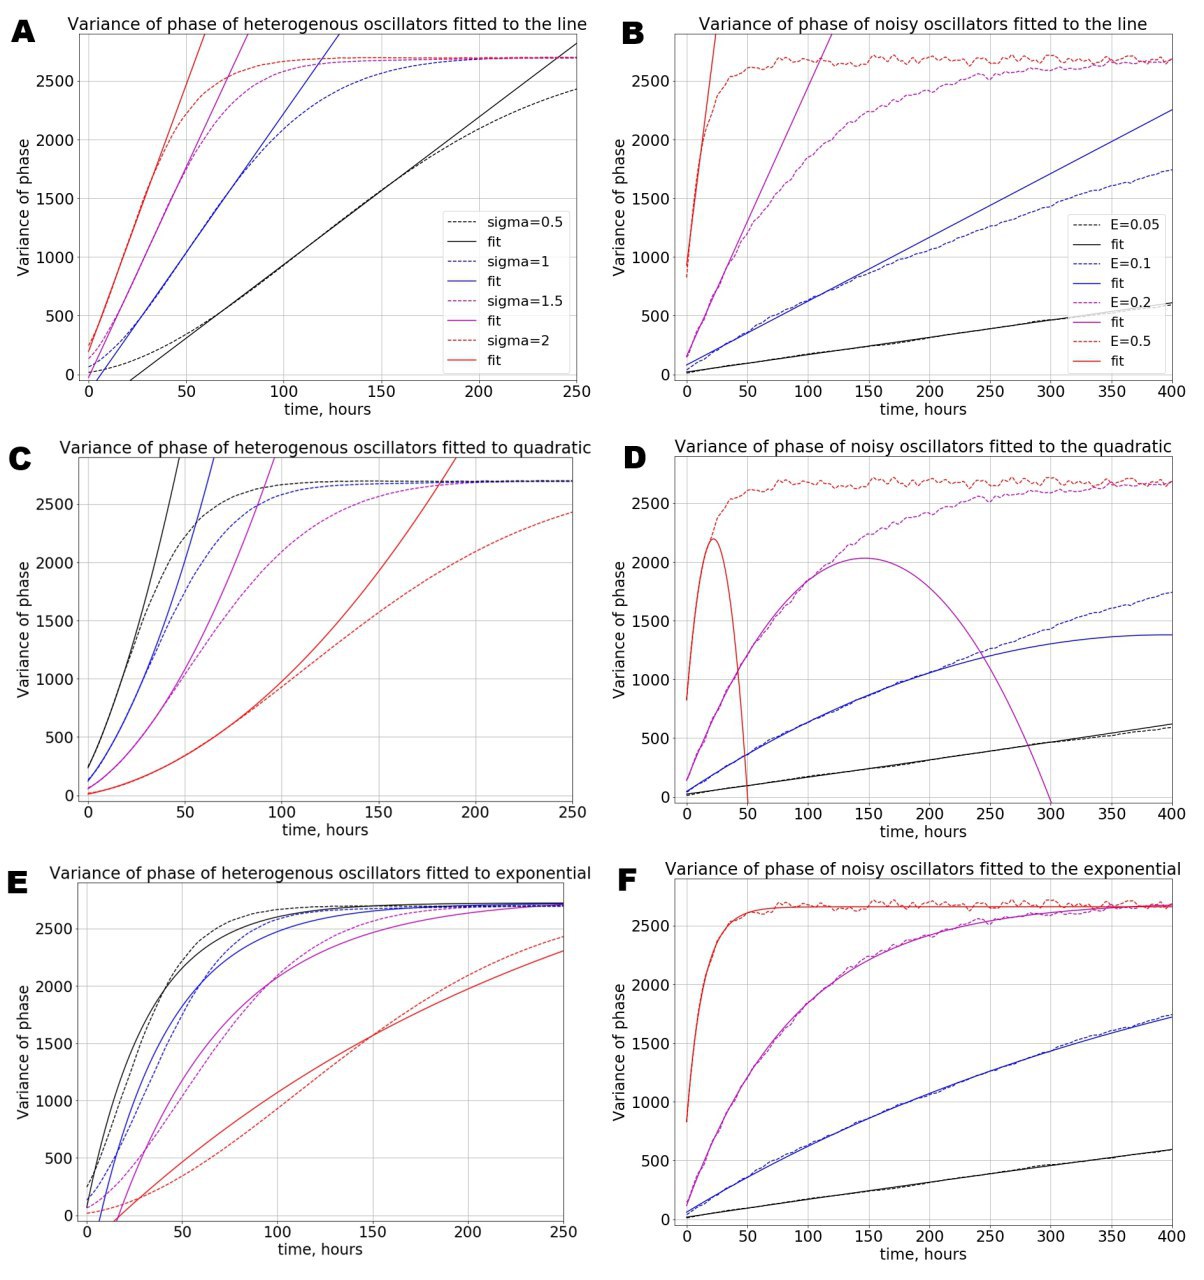 A
Variance of phase of heterogenous oscillators fitted to the line
Variance of phase
2500
2000
1500
1000
500
0
sigma=0.5
fit
sigma=1
fit
sigma=1.5
fit
sigma=2
fit
0 50 100 150 200 250
time, hours
B
Variance of phase of noisy oscillators fitted to the line
Variance of phase
2500
2000
1500
1000
500
0
E=0.05
fit
E=0.1
fit
E=0.2
fit
E=0.5
fit
0 50 100 150 200 250 300 350 400
time, hours
C
Variance of phase of heterogenous oscillators fitted to quadratic
Variance of phase
2500
2000
1500
1000
500
0
0 50 100 150 200 250
time, hours
D
Variance of phase of noisy oscillators fitted to the quadratic
Variance of phase
2500
2000
1500
1000
500
0
0 50 100 150 200 250 300 350 400
time, hours
E
Variance of phase of heterogenous oscillators fitted to exponential
Variance of phase
2500
2000
1500
1000
500
0
0 50 100 150 200 250
time, hours
F
Variance of phase of noisy oscillators fitted to the exponential
Variance of phase
2500
2000
1500
1000
500
0
0 50 100 150 200 250 300 350 400
time, hours